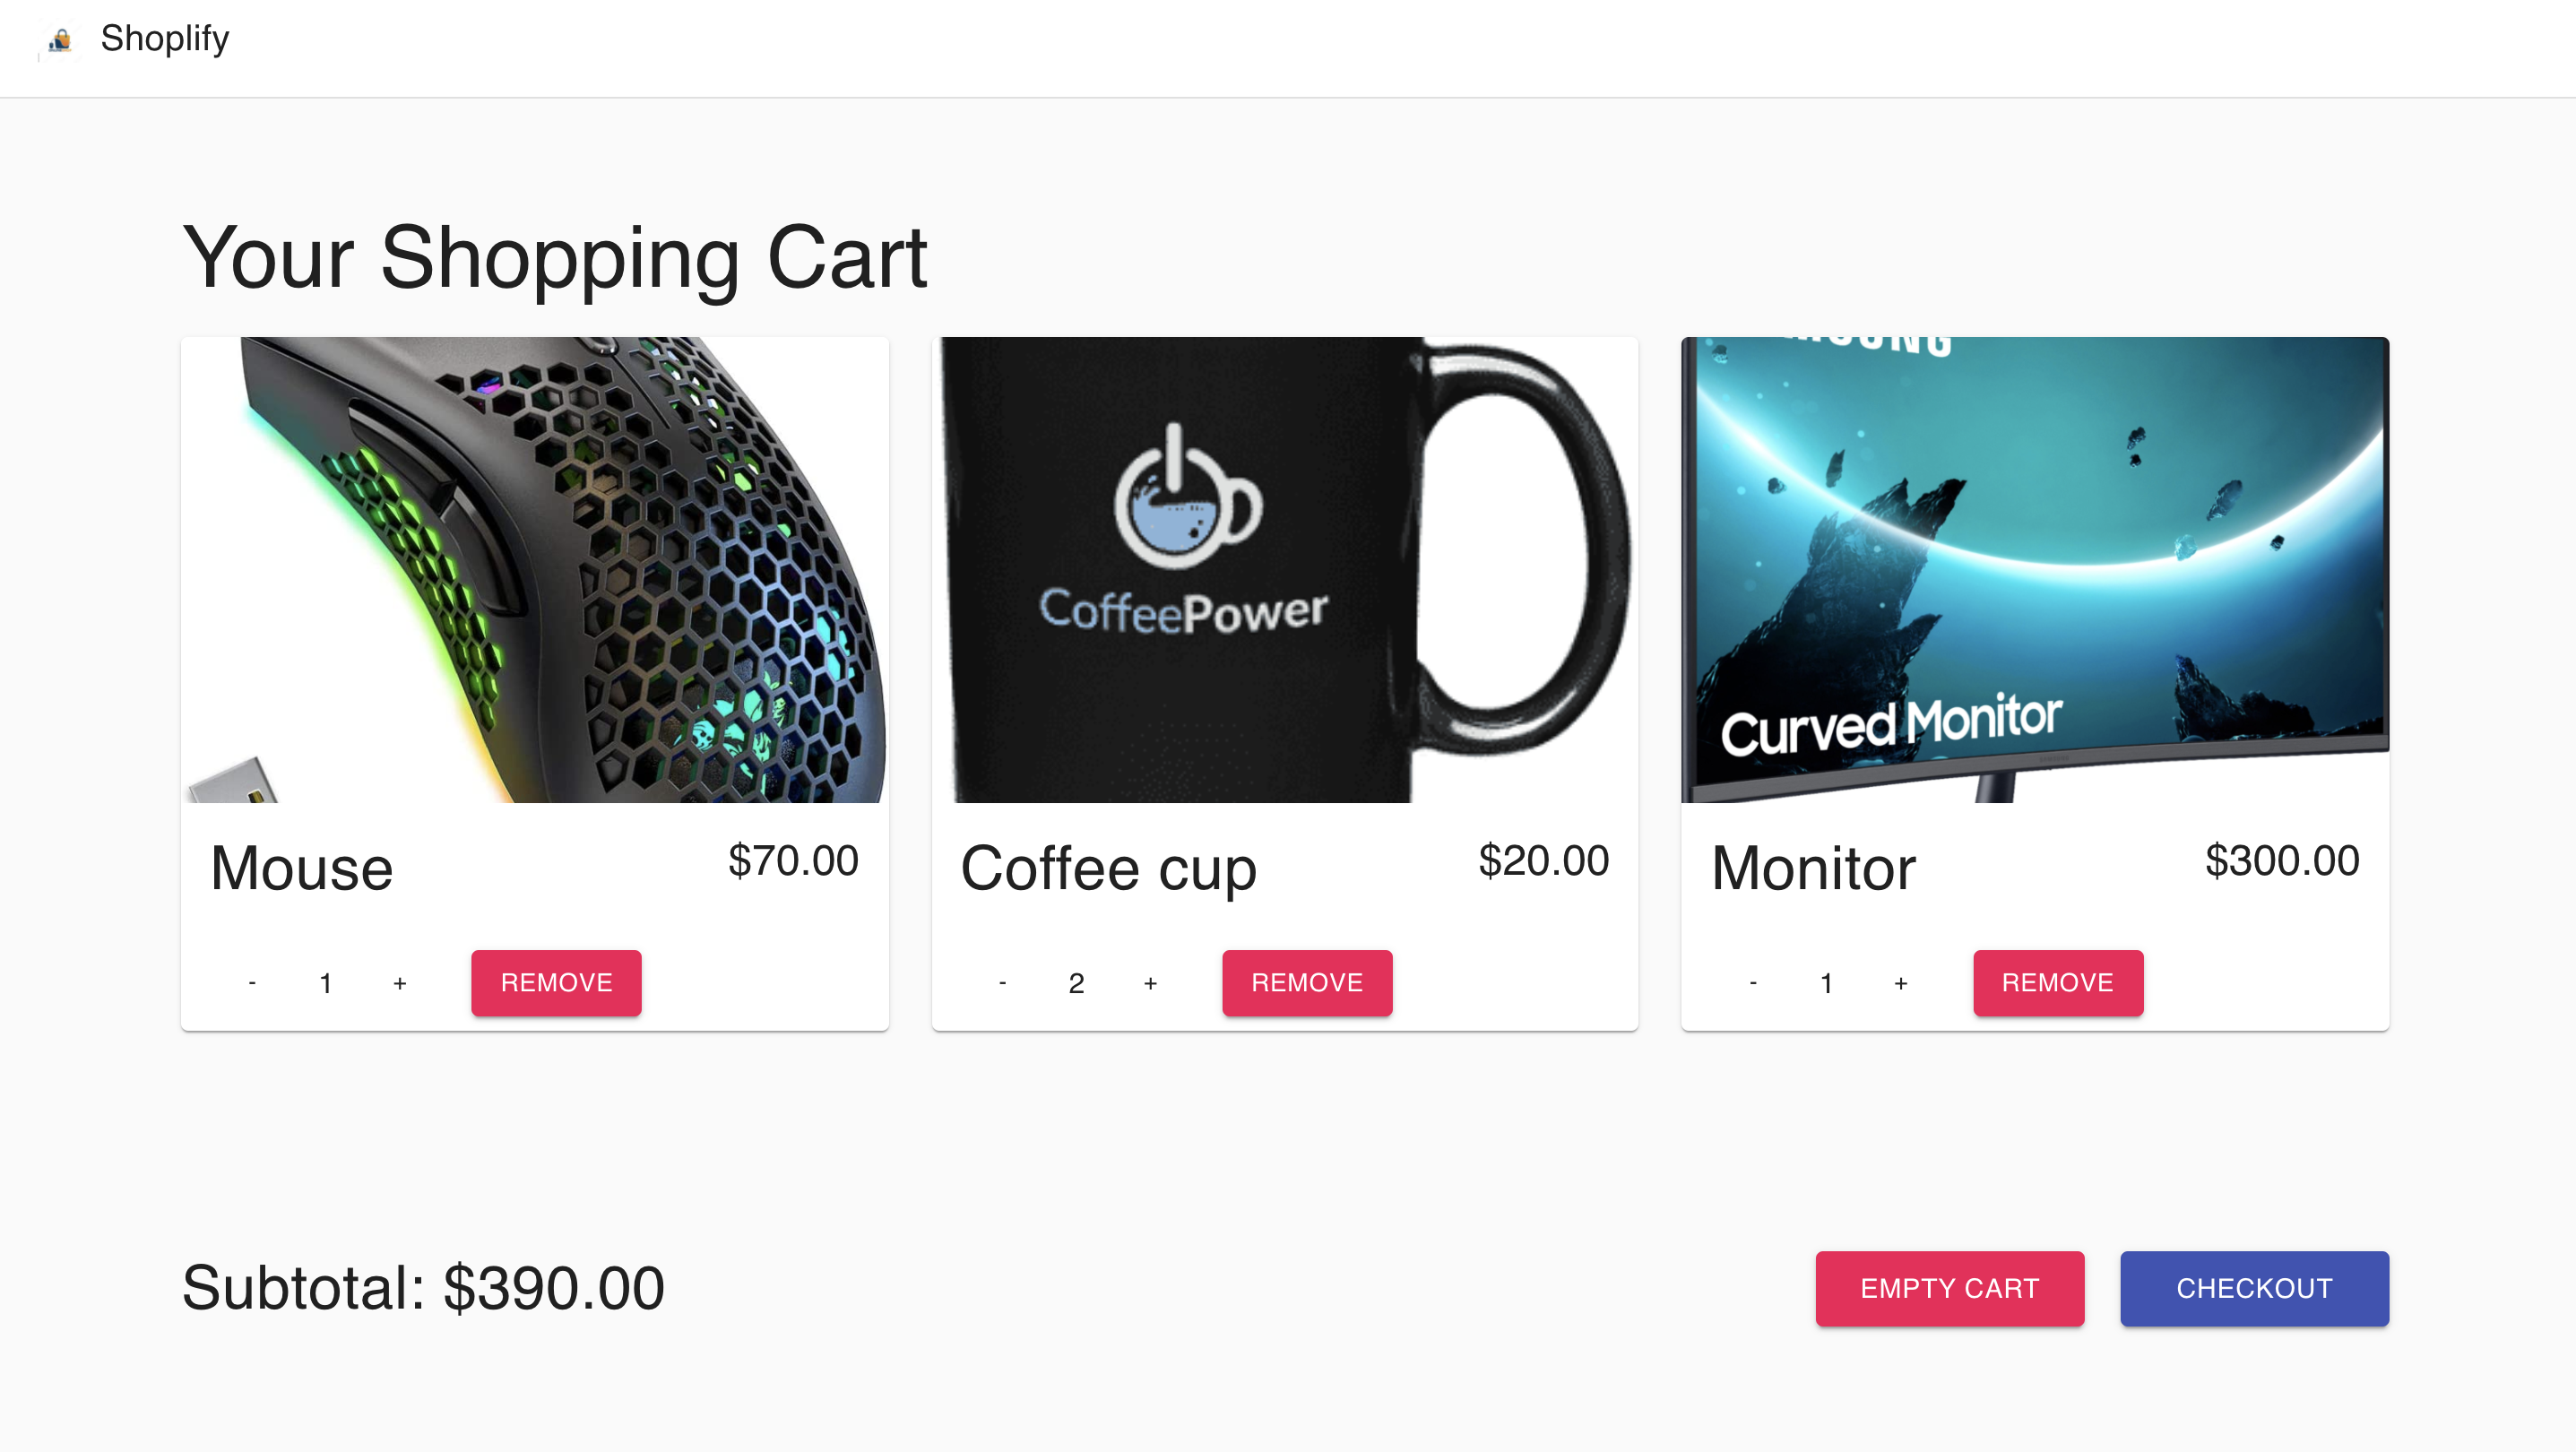 Shoplify
Your Shopping Cart
CoffeePower
Curved Monitor
Mouse $70.00
Coffee cup $20.00
Monitor $300.00
- 1 + REMOVE
- 2 + REMOVE
- 1 + REMOVE
Subtotal: $390.00
EMPTY CART
CHECKOUT